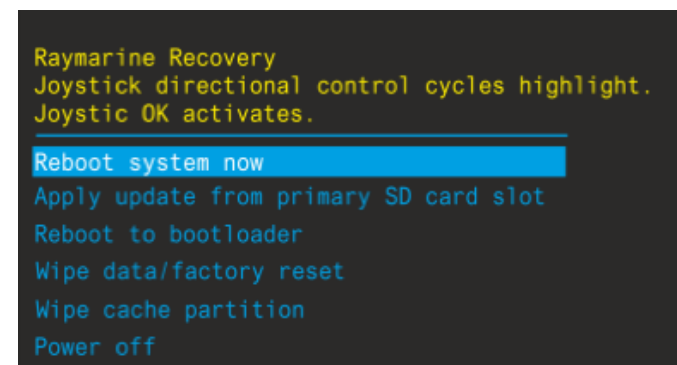 Raymarine Recovery
Joystick directional control cycles highlight.
Joystic OK activates.
Reboot system now
Apply update from primary SD card slot
Reboot to bootloader
Wipe data/factory reset
Wipe cache partition
Power off